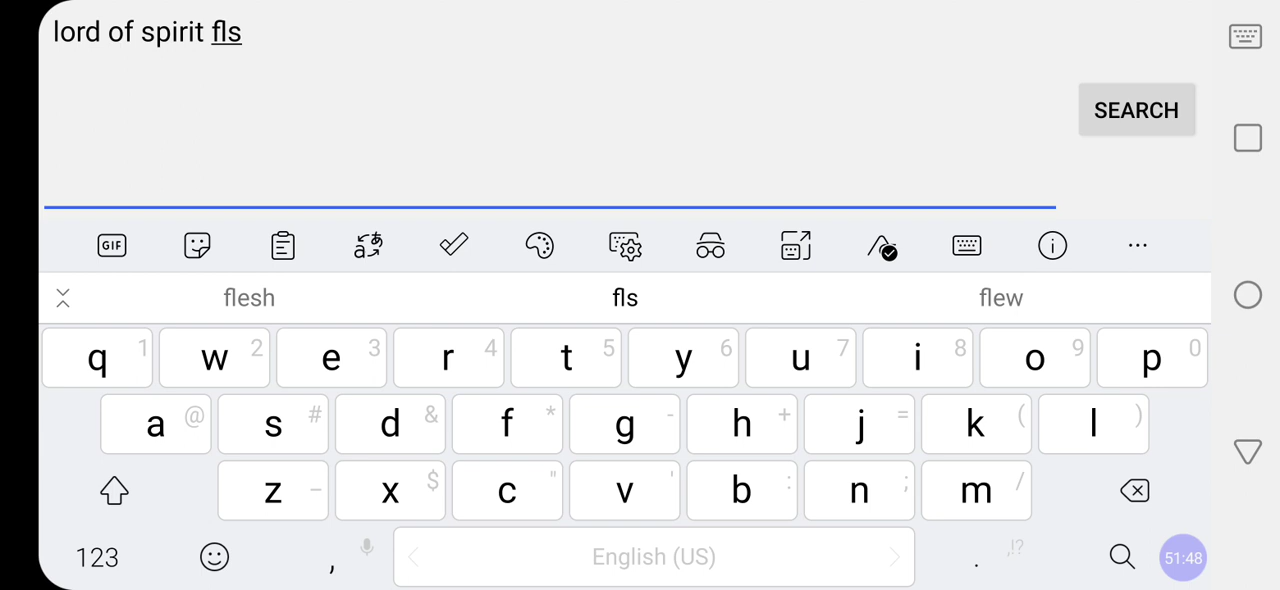 lord of spirit fls
SEARCH
GIF
flesh fls flew
q 1 w 2 e 3 r 4 t 5 y 6 u 7 i 8 o 9 p 0
a @ s # d & f * g - h + j = k ( l )
z _ x $ c " v ' b : n ; m /
123 , English (US) . ,!? 51:48